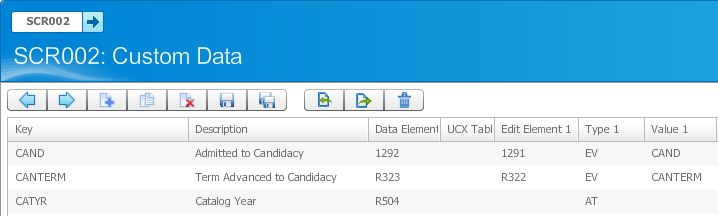 SCR002
SCR002: Custom Data
Key Description Data Element UCX Tabl Edit Element 1 Type 1 Value 1
CAND Admitted to Candidacy 1292 1291 EV CAND
CANTERM Term Advanced to Candidacy R323 R322 EV CANTERM
CATYR Catalog Year R504 AT